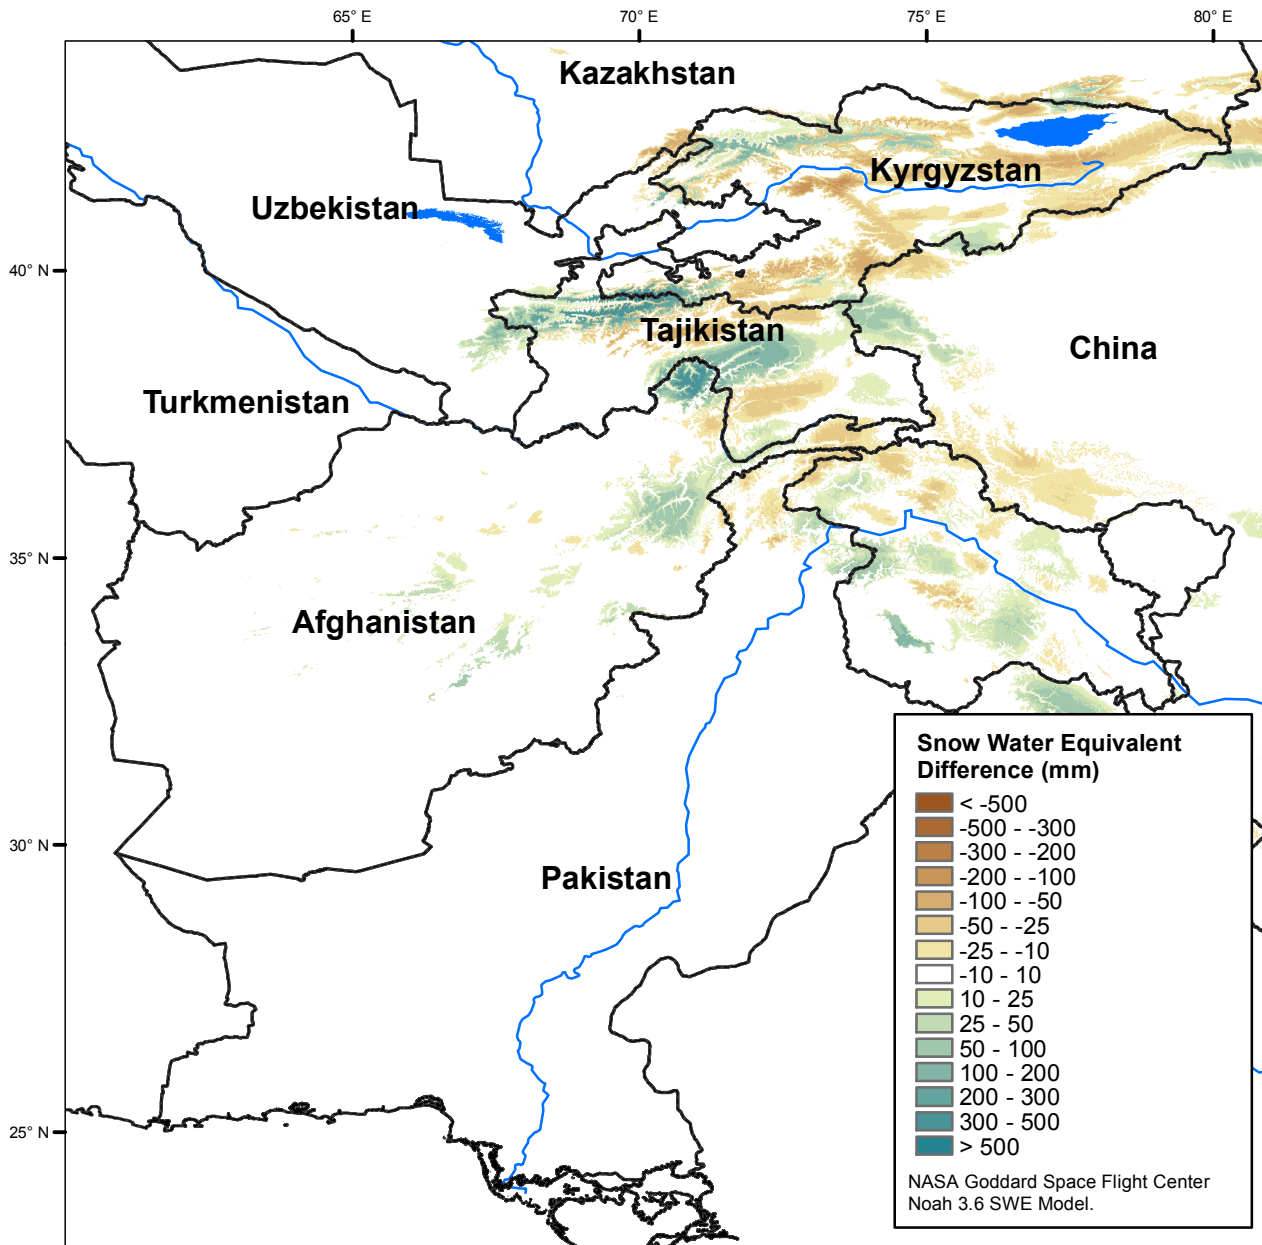 65° E
70° E
75° E
80° E
Kazakhstan
Kyrgyzstan
Uzbekistan
40° N
Tajikistan
China
Turkmenistan
35° N
Afghanistan
30° N
Pakistan
25° N
Snow Water Equivalent
Difference (mm)
< -500
-500 - -300
-300 - -200
-200 - -100
-100 - -50
-50 - -25
-25 - -10
-10 - 10
10 - 25
25 - 50
50 - 100
100 - 200
200 - 300
300 - 500
> 500
NASA Goddard Space Flight Center
Noah 3.6 SWE Model.